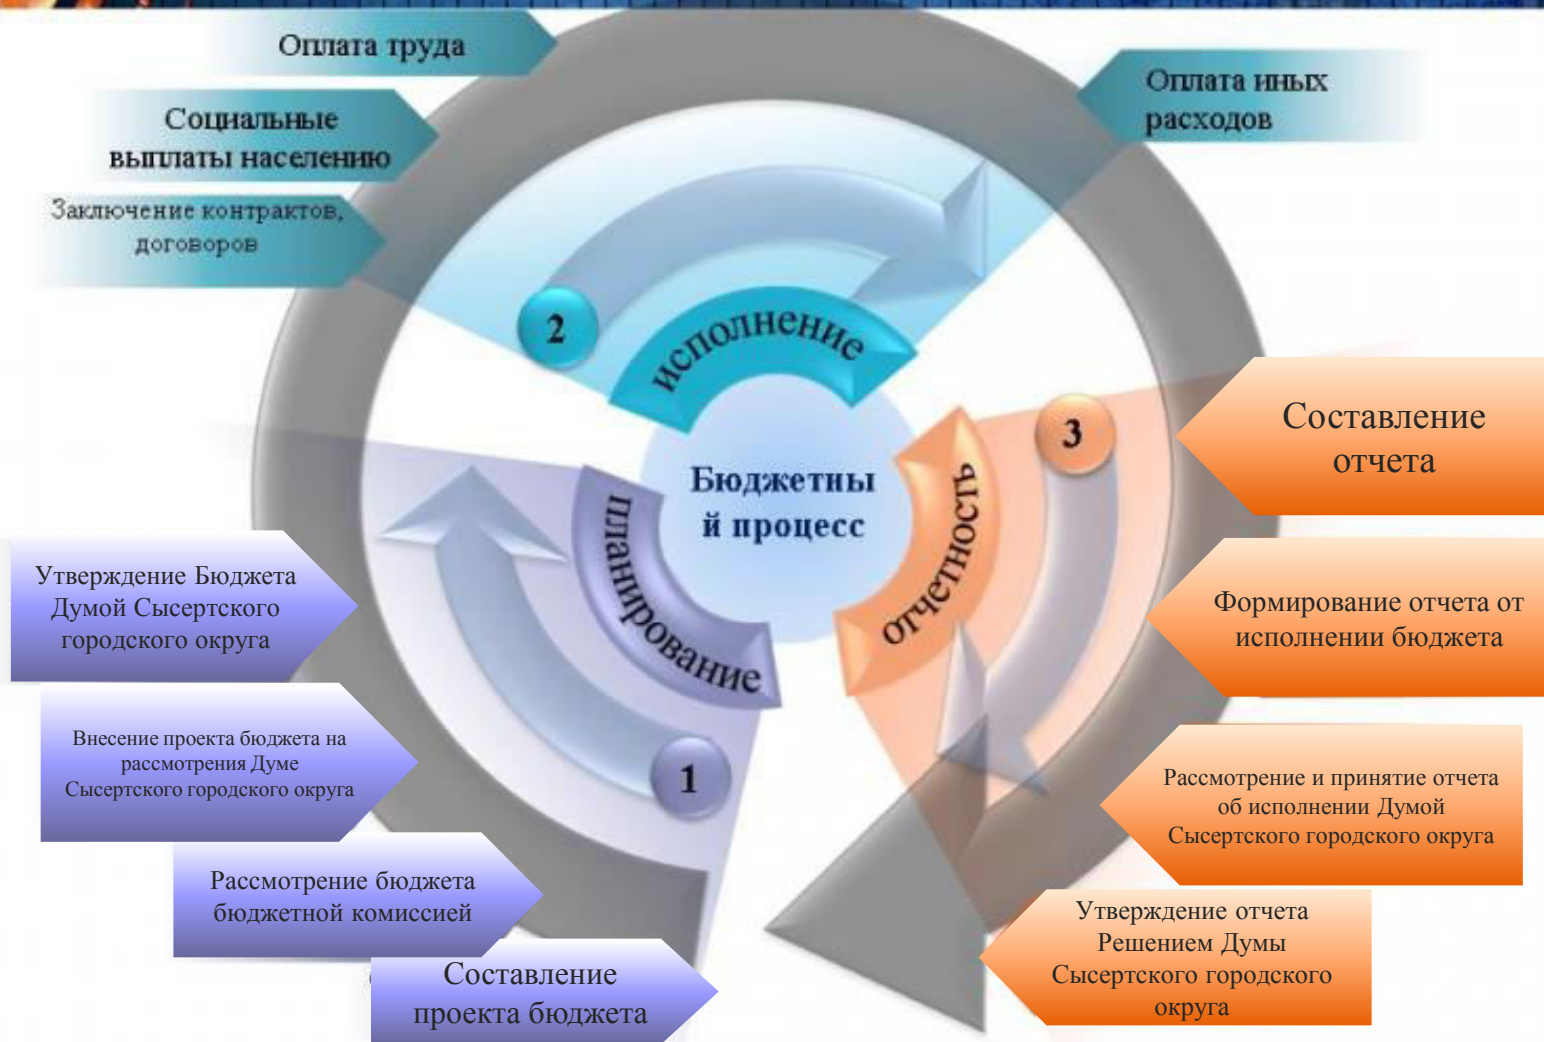 Оплата труда
Социальные
выплаты населению
Заключение контрактов,
договоров
Оплата иных
расходов
2
исполнение
3
отчетность
Бюджетны
й процесс
планирование
1
Составление
отчета
Формирование отчета от
исполнении бюджета
Рассмотрение и принятие отчета
об исполнении Думой
Сысертского городского округа
Утверждение отчета
Решением Думы
Сысертского городского
округа
Утверждение Бюджета
Думой Сысертского
городского округа
Внесение проекта бюджета на
рассмотрения Думе
Сысертского городского округа
Рассмотрение бюджета
бюджетной комиссией
Составление
проекта бюджета